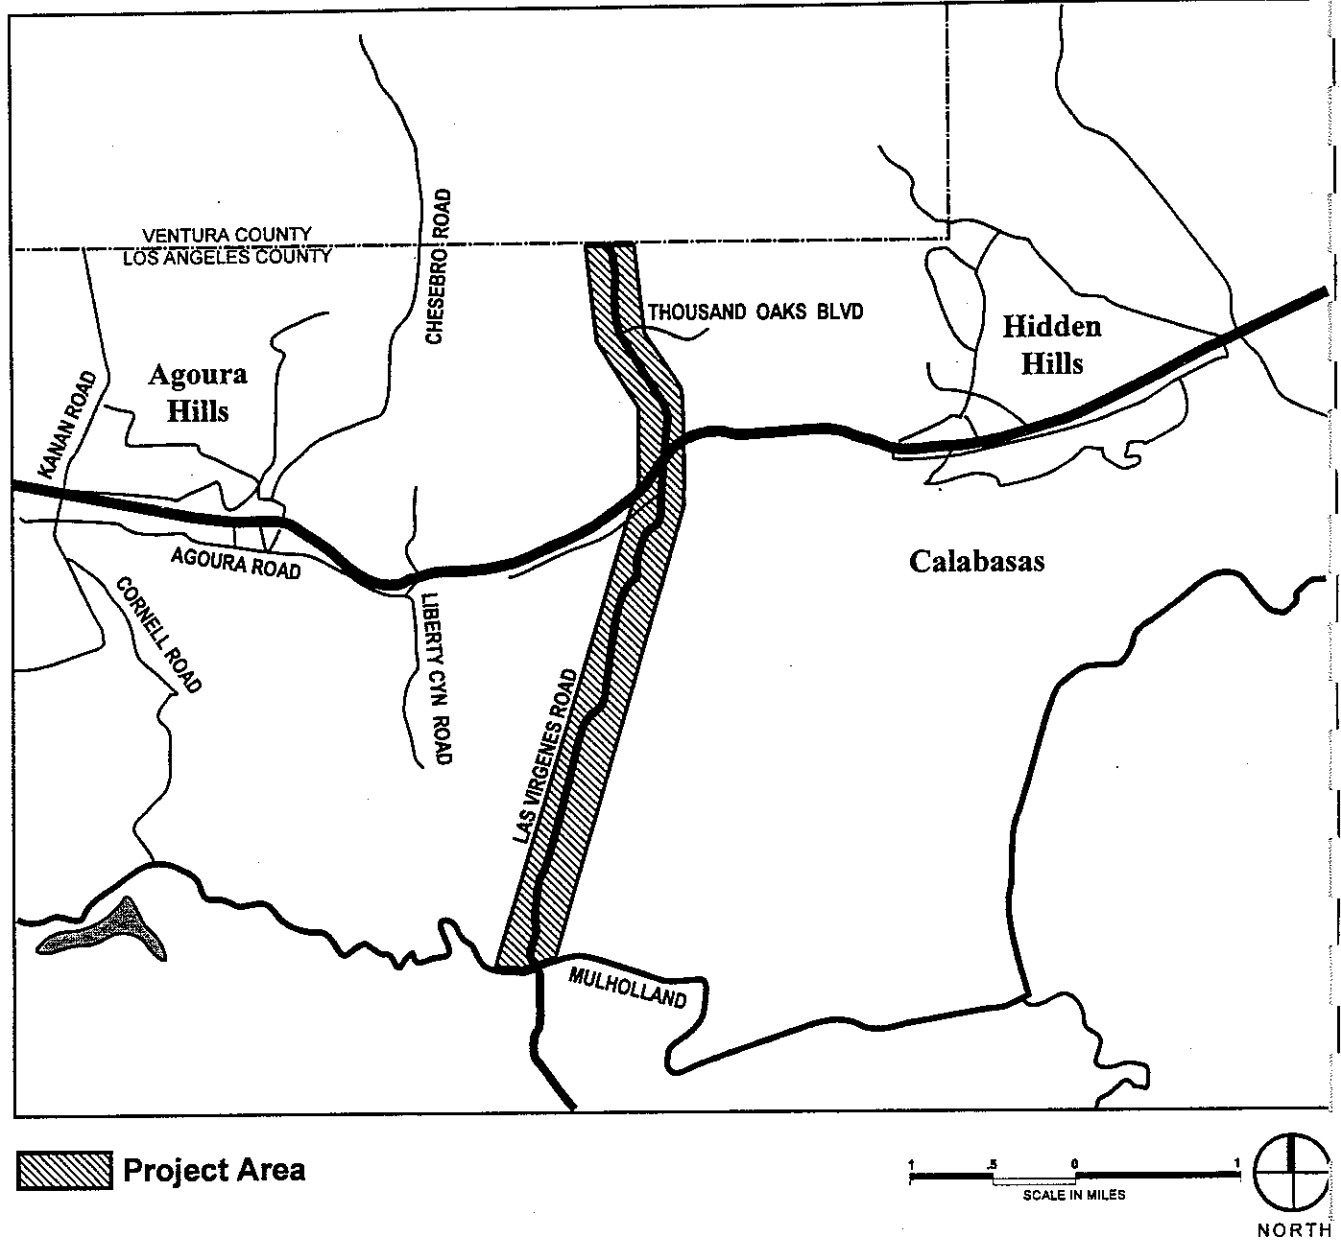 VENTURA COUNTY
LOS ANGELES COUNTY
CHESEBRO ROAD
THOUSAND OAKS BLVD
Hidden
Hills
Agoura
Hills
KANAN ROAD
AGOURA ROAD
Calabasas
CORNELL ROAD
LIBERTY CYN ROAD
LAS VIRGENES ROAD
MULHOLLAND
Project Area
1 .5 0 1
SCALE IN MILES
NORTH